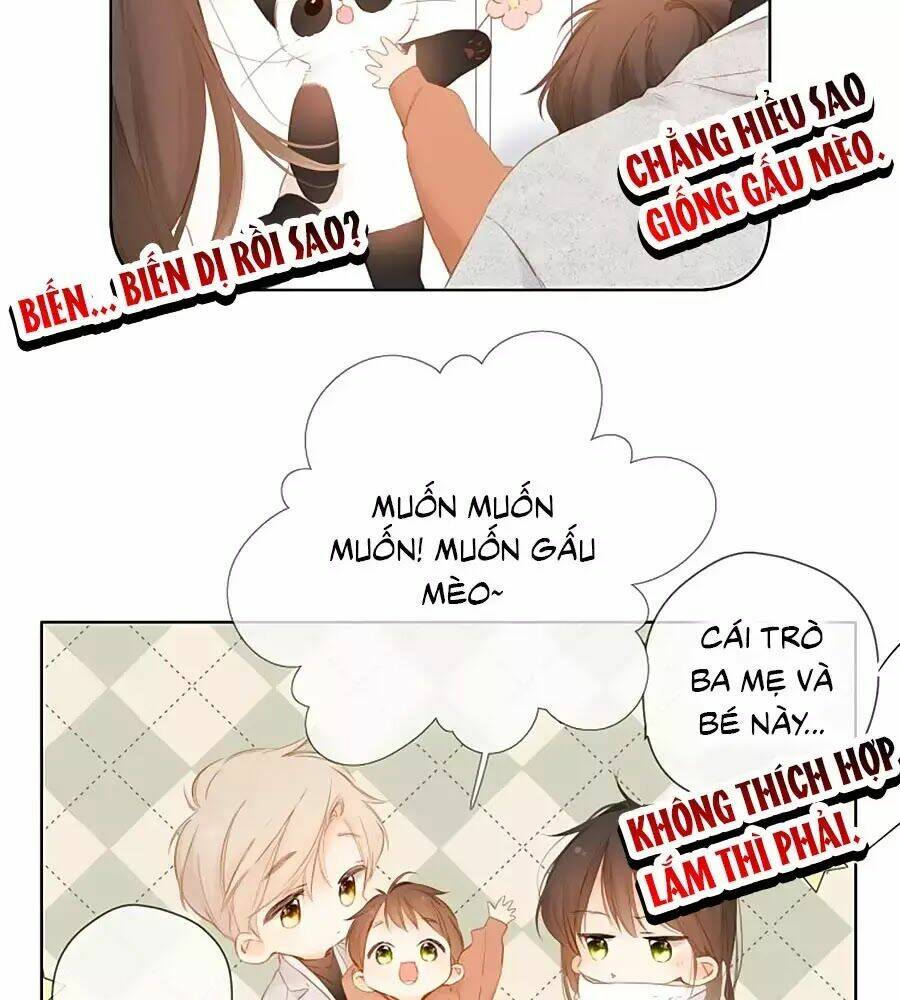 CHẲNG HIỂU SAO
GIỐNG GẤU MÈO.
BIẾN... BIẾN DỊ RỒI SAO?
MUỐN MUỐN
MUỐN! MUỐN GẤU
MÈO~
CÁI TRÒ
BA MẸ VÀ
BÉ NÀY...
KHÔNG THÍCH HỢP
LẮM THÌ PHẢI.